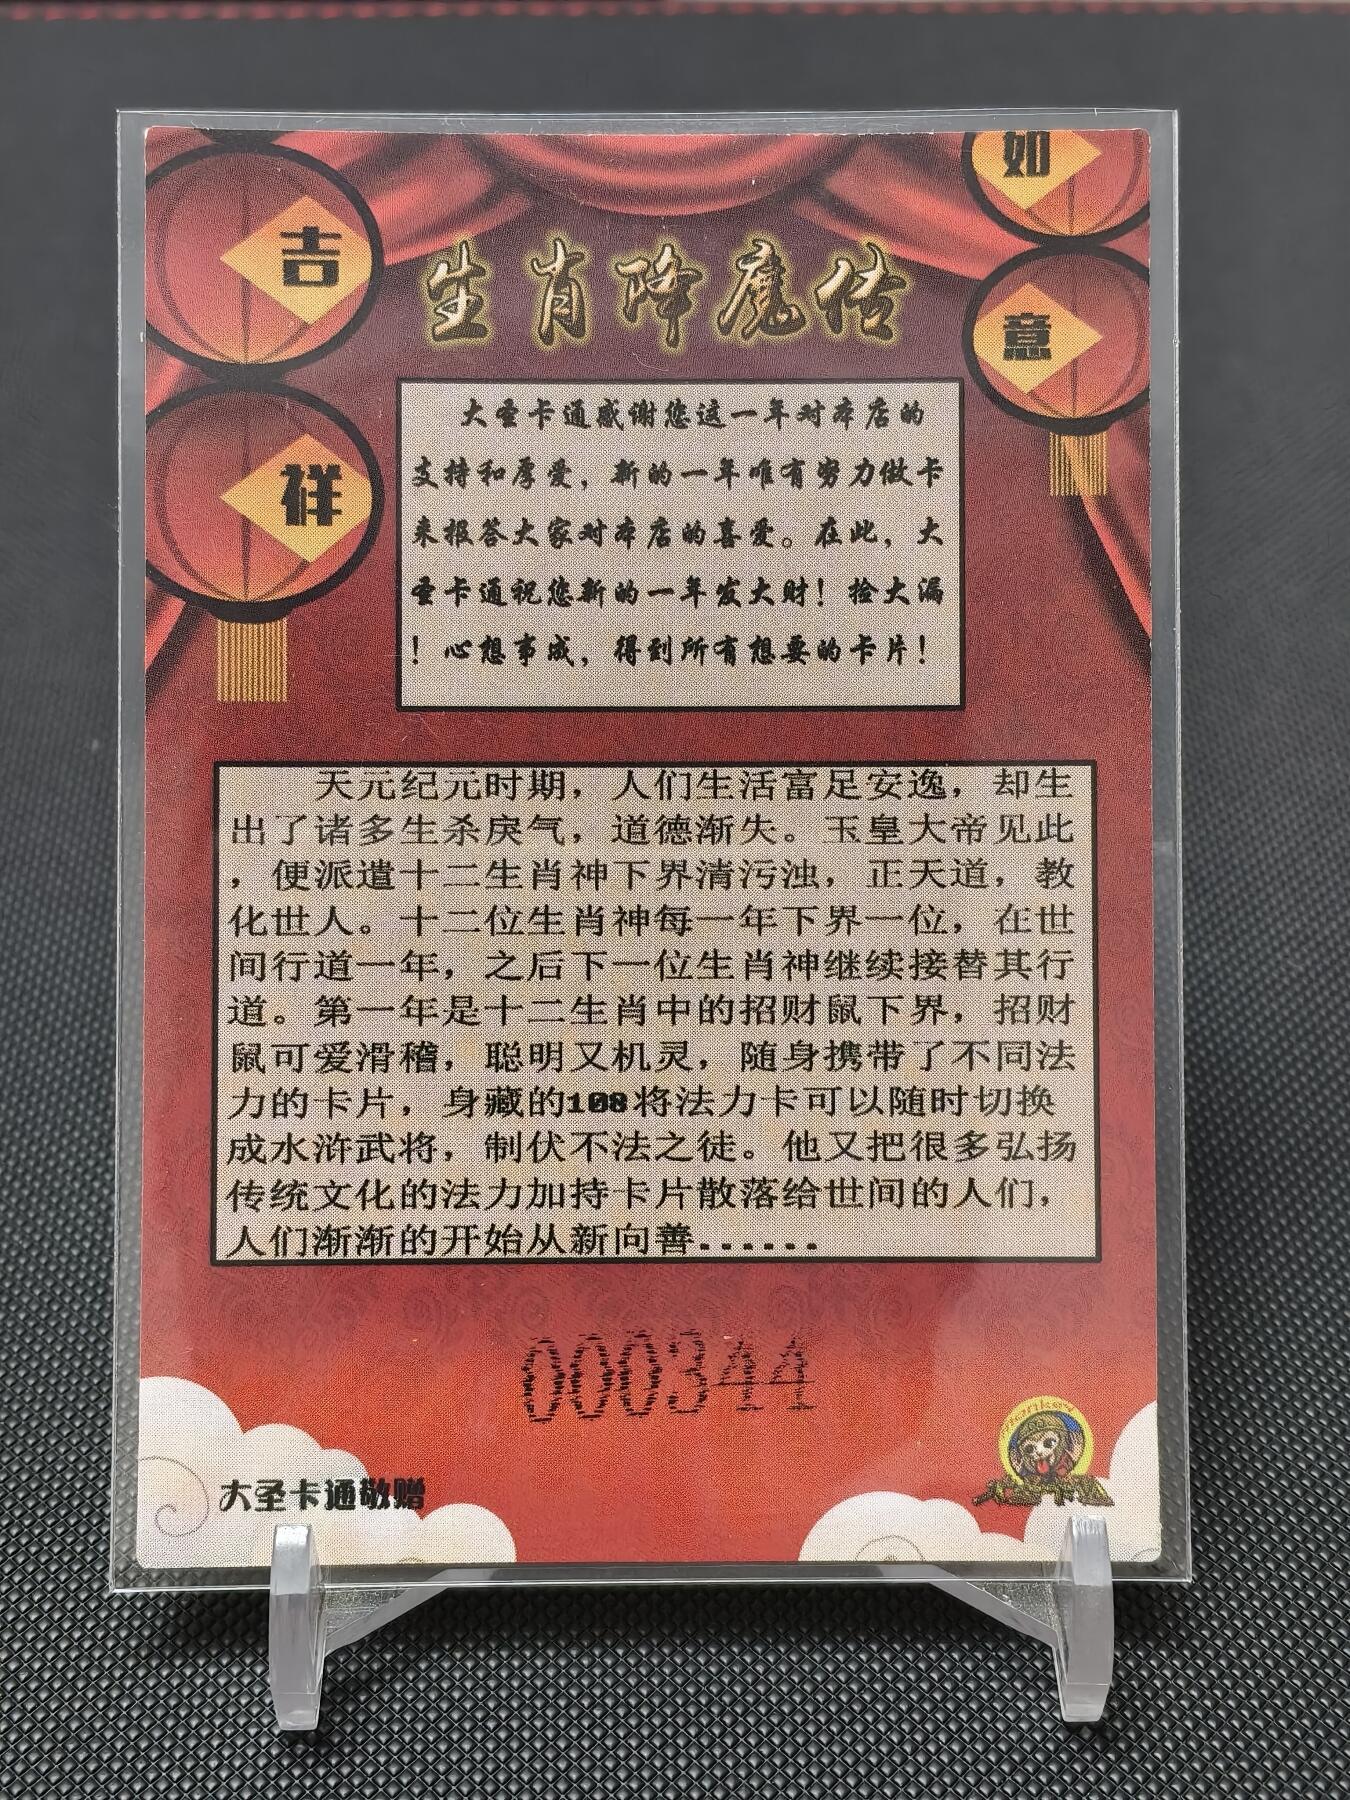 吉
祥
如
意
生肖降魔传
大圣卡通感谢您这一年对本店的
支持和厚爱，新的一年唯有努力做卡
来报答大家对本店的喜爱。在此，大
圣卡通祝您新的一年发大财！捡大漏
！心想事成，得到所有想要的卡片！
天元纪元时期，人们生活富足安逸，却生
出了诸多生杀戾气，道德渐失。玉皇大帝见此
，便派遣十二生肖神下界清污浊，正天道，教
化世人。十二位生肖神每一年下界一位，在世
间行道一年，之后下一位生肖神继续接替其行
道。第一年是十二生肖中的招财鼠下界，招财
鼠可爱滑稽，聪明又机灵，随身携带了不同法
力的卡片，身藏的108将法力卡可以随时切换
成水浒武将，制伏不法之徒。他又把很多弘扬
传统文化的法力加持卡片散落给世间的人们，
人们渐渐的开始从新向善......
000344
大圣卡通敬赠
大圣卡通